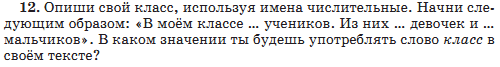 12. Опиши свой класс, используя имена числительные. Начни сле-
дующим образом: «В моём классе ... учеников. Из них ... девочек и ...
мальчиков». В каком значении ты будешь употреблять слово класс в
своём тексте?